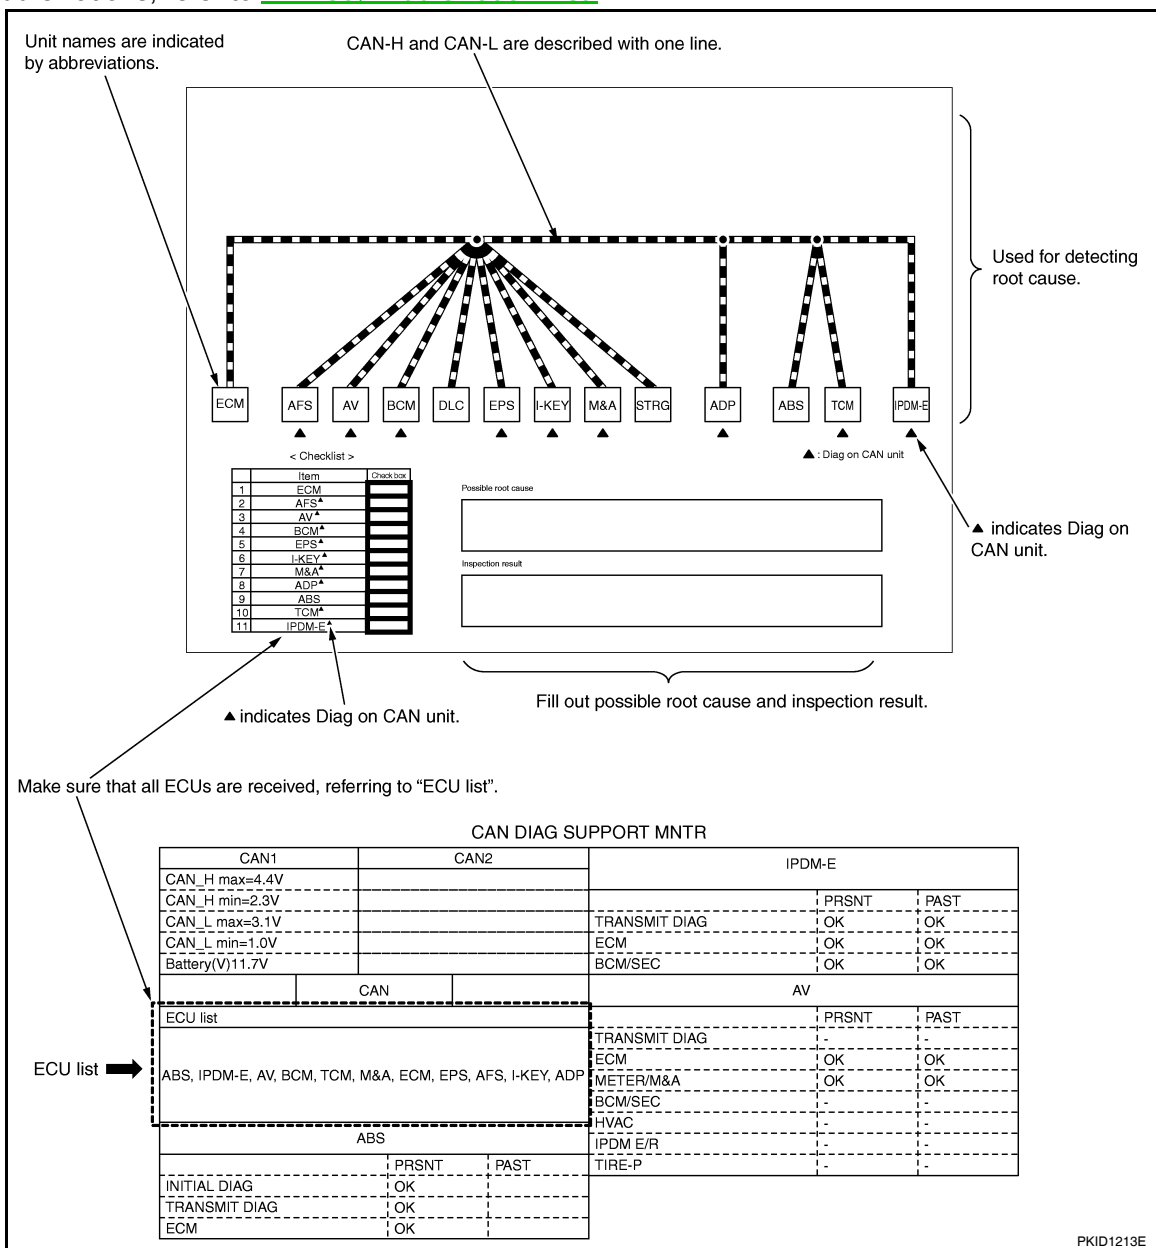 Unit names are indicated
by abbreviations.
CAN-H and CAN-L are described with one line.
Used for detecting
root cause.
ECM AFS AV BCM DLC EPS I-KEY M&A STRG ADP ABS TCM IPDM-E
▲ ▲ ▲ ▲ ▲ ▲ ▲ ▲ ▲
< Checklist >
▲ : Diag on CAN unit
Item Check box
1 ECM
2 AFS▲
3 AV▲
4 BCM▲
5 EPS▲
6 I-KEY▲
7 M&A▲
8 ADP▲
9 ABS
10 TCM▲
11 IPDM-E▲
Possible root cause
Inspection result
▲ indicates Diag on
CAN unit.
▲ indicates Diag on CAN unit.
Fill out possible root cause and inspection result.
Make sure that all ECUs are received, referring to “ECU list”.
CAN DIAG SUPPORT MNTR
CAN1 CAN2
CAN_H max=4.4V
CAN_H min=2.3V
CAN_L max=3.1V
CAN_L min=1.0V
Battery(V)11.7V
CAN
ECU list
ECU list
ABS, IPDM-E, AV, BCM, TCM, M&A, ECM, EPS, AFS, I-KEY, ADP
ABS
PRSNT PAST
INITIAL DIAG OK
TRANSMIT DIAG OK
ECM OK
IPDM-E
PRSNT PAST
TRANSMIT DIAG OK OK
ECM OK OK
BCM/SEC OK OK
AV
PRSNT PAST
TRANSMIT DIAG - -
ECM OK OK
METER/M&A OK OK
BCM/SEC - -
HVAC - -
IPDM E/R - -
TIRE-P - -
PKID1213E